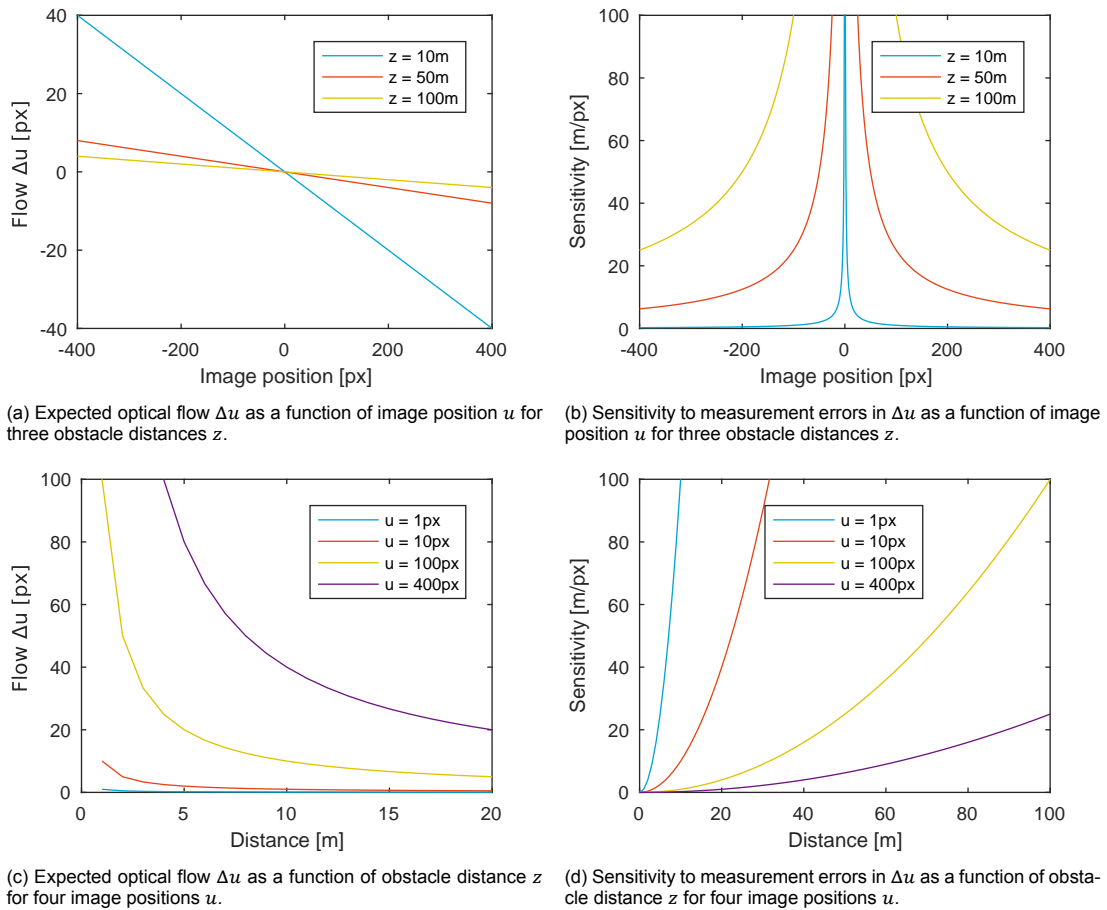 40
20
0
-20
-40
-400 -200 0 200 400
Flow Δu [px]
Image position [px]
z = 10m
z = 50m
z = 100m
100
80
60
40
20
0
-400 -200 0 200 400
Sensitivity [m/px]
Image position [px]
z = 10m
z = 50m
z = 100m
(a) Expected optical flow Δu as a function of image position u for
three obstacle distances z.
(b) Sensitivity to measurement errors in Δu as a function of image
position u for three obstacle distances z.
100
80
60
40
20
0
0 5 10 15 20
Flow Δu [px]
Distance [m]
u = 1px
u = 10px
u = 100px
u = 400px
100
80
60
40
20
0
0 20 40 60 80 100
Sensitivity [m/px]
Distance [m]
u = 1px
u = 10px
u = 100px
u = 400px
(c) Expected optical flow Δu as a function of obstacle distance z
for four image positions u.
(d) Sensitivity to measurement errors in Δu as a function of obsta-
cle distance z for four image positions u.